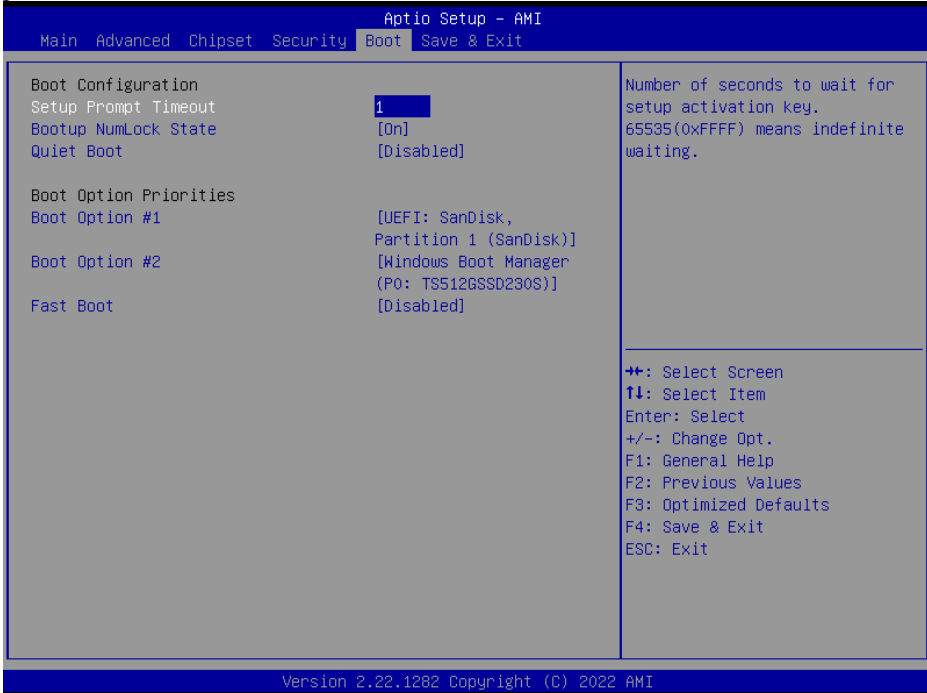 Aptio Setup - AMI
Main Advanced Chipset Security Boot Save & Exit
Boot Configuration
Setup Prompt Timeout 1
Bootup NumLock State [On]
Quiet Boot [Disabled]
Boot Option Priorities
Boot Option #1 [UEFI: SanDisk,
Partition 1 (SanDisk)]
Boot Option #2 [Windows Boot Manager
(PO: TS512GSSD230S)]
Fast Boot [Disabled]
Number of seconds to wait for
setup activation key.
65535(0xFFFF) means indefinite
waiting.
→←: Select Screen
↑↓: Select Item
Enter: Select
+/-: Change Opt.
F1: General Help
F2: Previous Values
F3: Optimized Defaults
F4: Save & Exit
ESC: Exit
Version 2.22.1282 Copyright (C) 2022 AMI